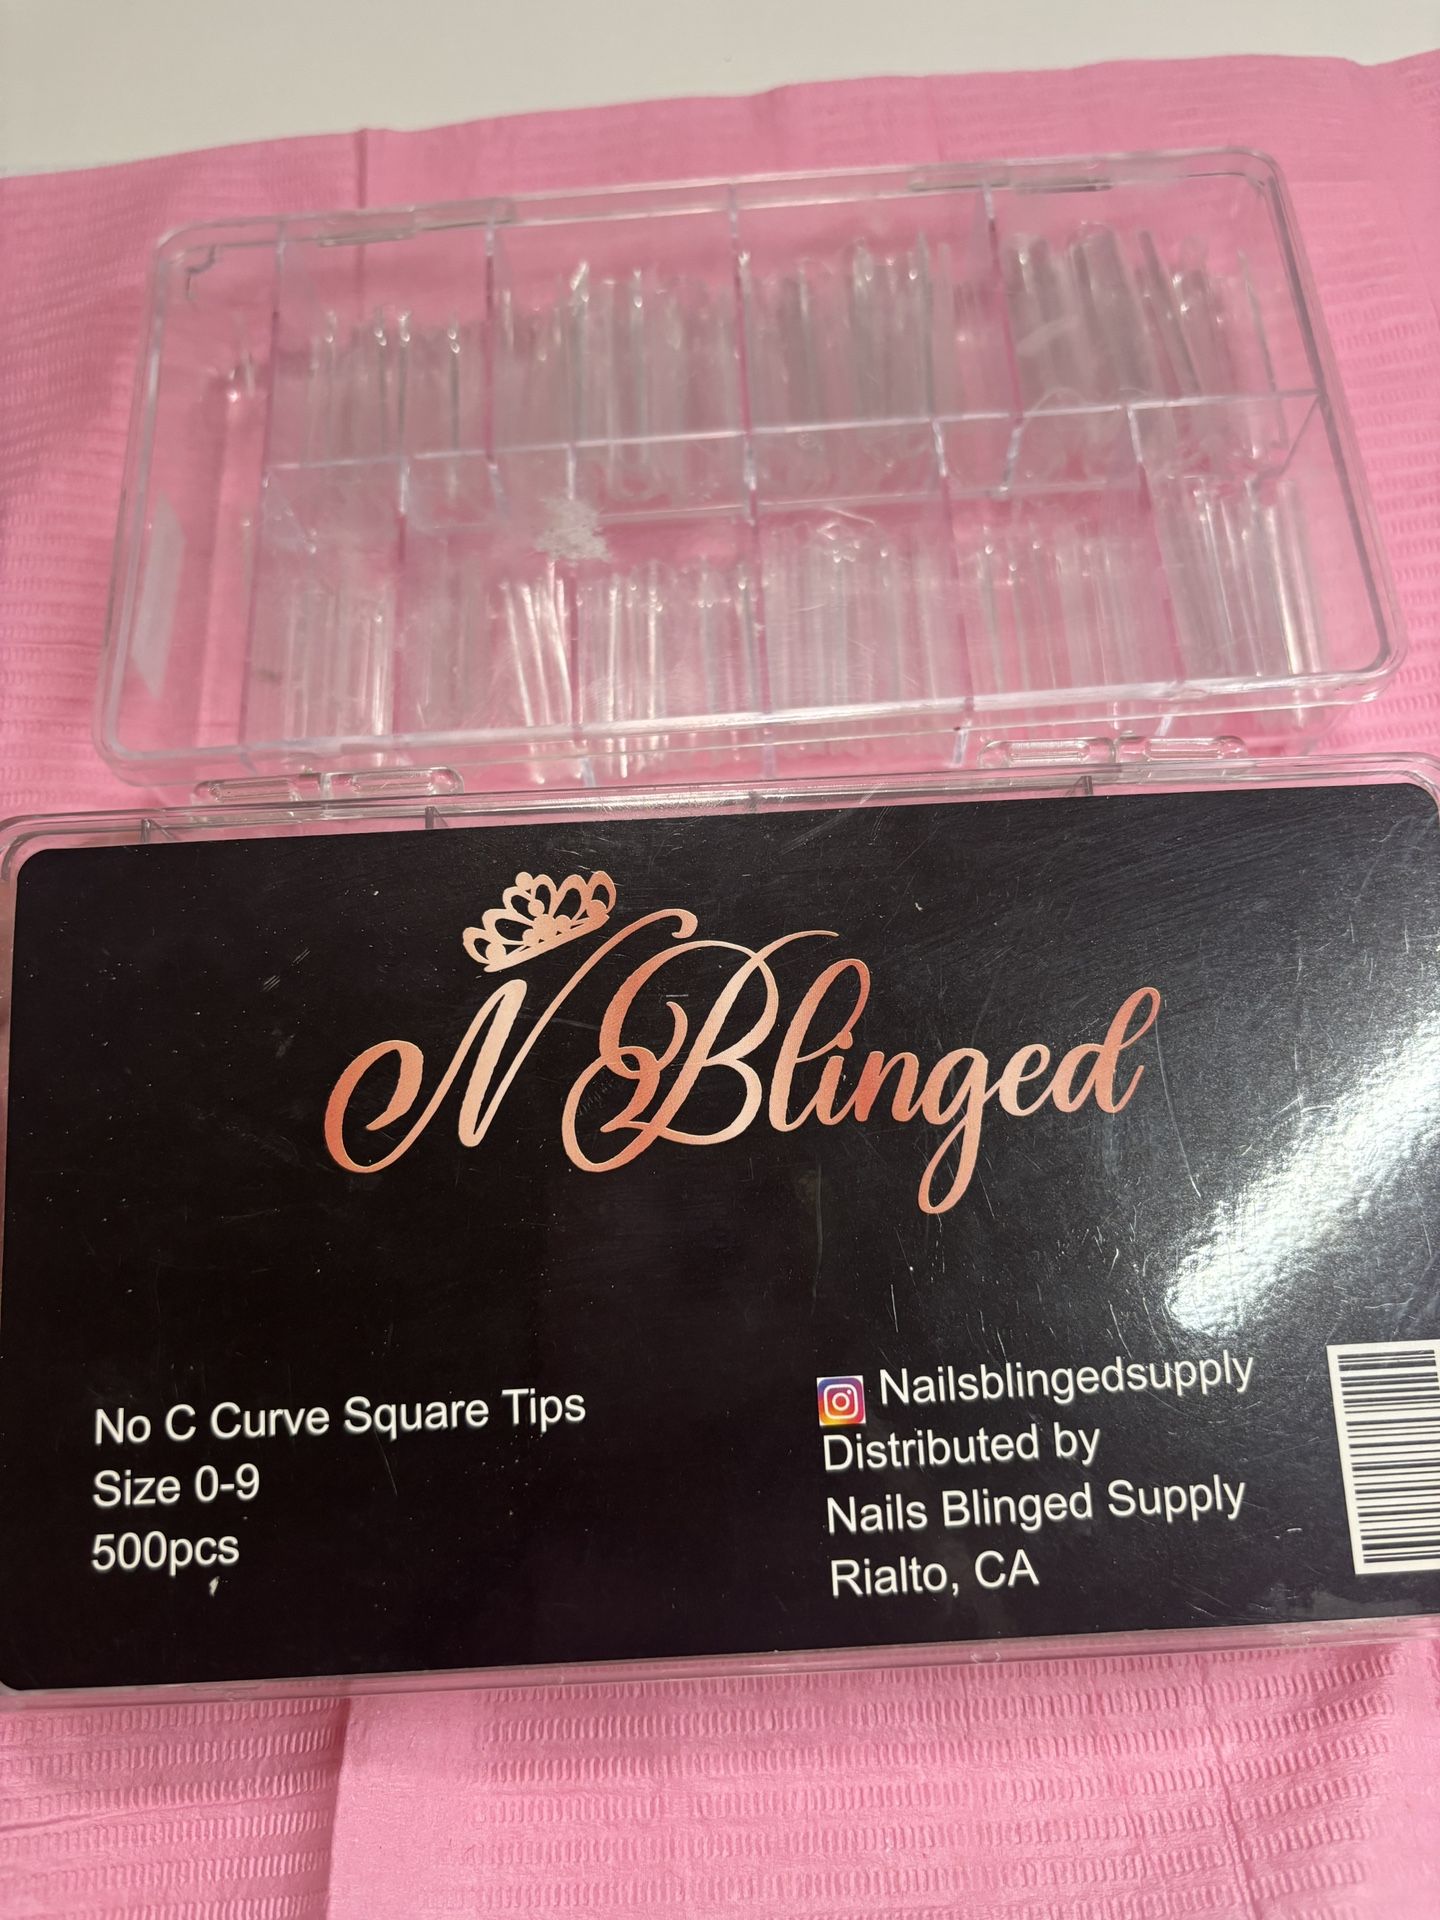 N Blinged
No C Curve Square Tips
Size 0-9
500pcs
Nailsblingedsupply
Distributed by
Nails Blinged Supply
Rialto, CA